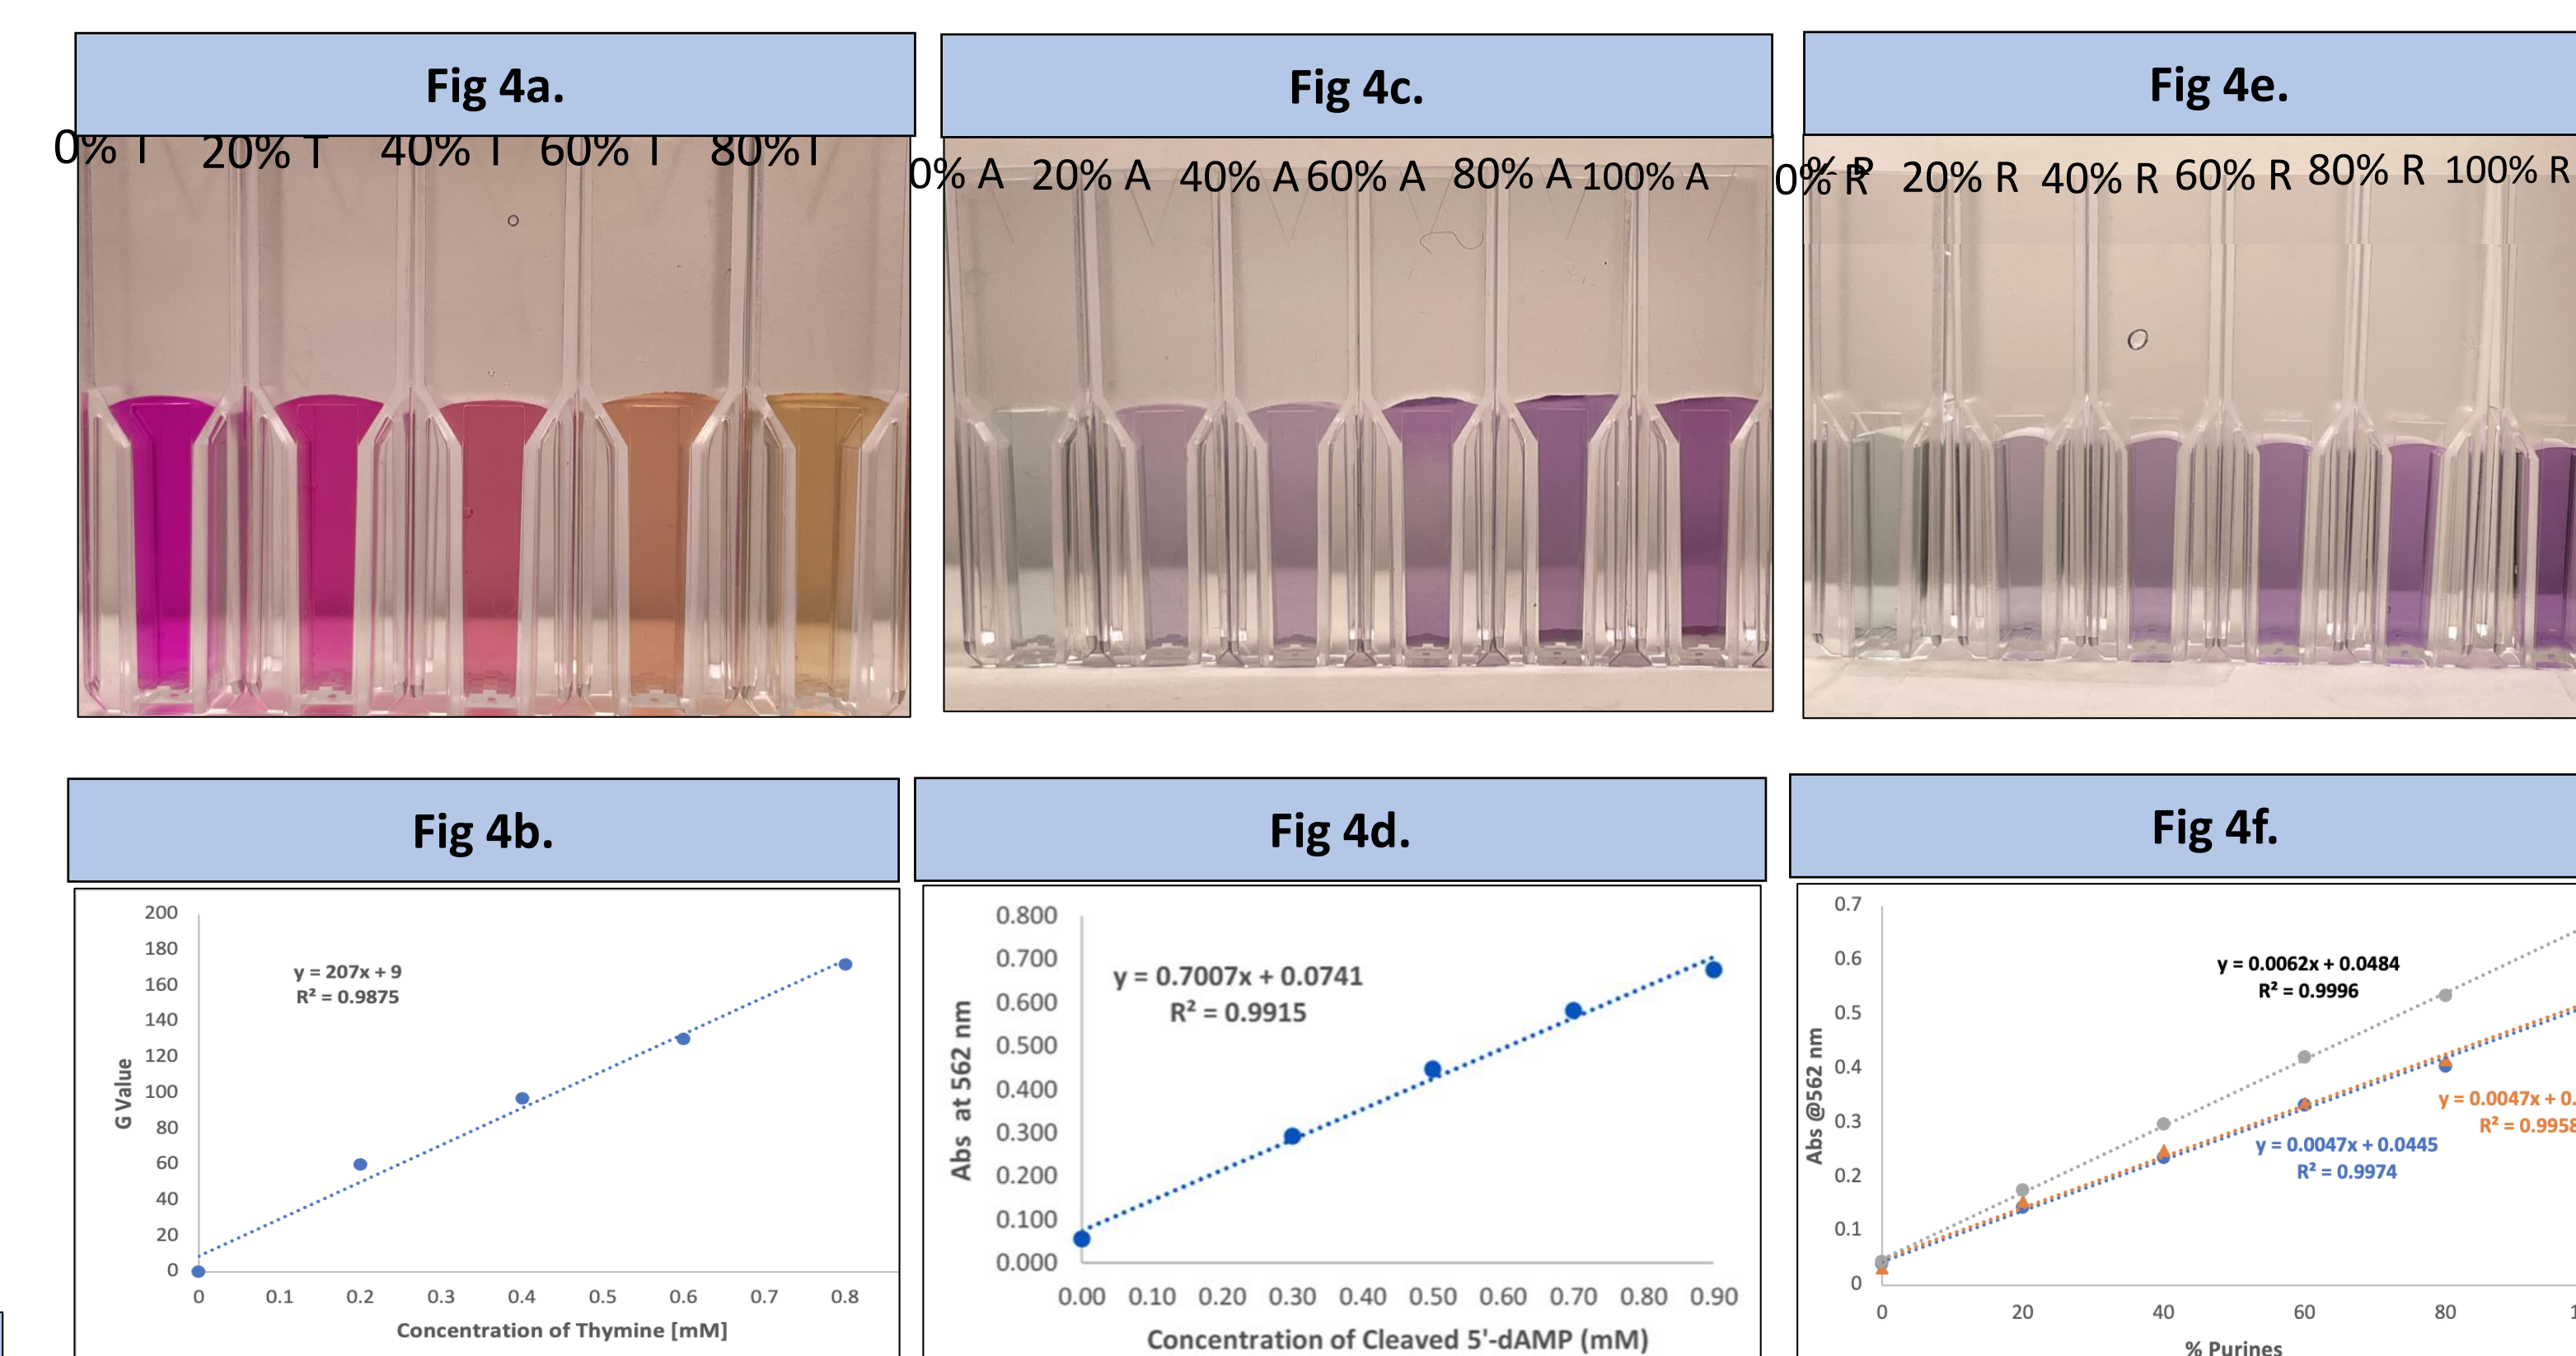 Fig 4a.
0% T 20% T 40% T 60% T 80%T
Fig 4c.
0% A 20% A 40% A 60% A 80% A 100% A
Fig 4e.
0% R 20% R 40% R 60% R 80% R 100% R
Fig 4b.
200
180
160
140
120
100
80
60
40
20
0
G Value
y = 207x + 9
R² = 0.9875
0 0.1 0.2 0.3 0.4 0.5 0.6 0.7 0.8
Concentration of Thymine [mM]
Fig 4d.
0.800
0.700
0.600
0.500
0.400
0.300
0.200
0.100
0.000
Abs at 562 nm
y = 0.7007x + 0.0741
R² = 0.9915
0.00 0.10 0.20 0.30 0.40 0.50 0.60 0.70 0.80 0.90
Concentration of Cleaved 5'-dAMP (mM)
Fig 4f.
0.7
0.6
0.5
0.4
0.3
0.2
0.1
0
Abs @562 nm
y = 0.0062x + 0.0484
R² = 0.9996
y = 0.0047x + 0.
R² = 0.9958
y = 0.0047x + 0.0445
R² = 0.9974
0 20 40 60 80
% Purines